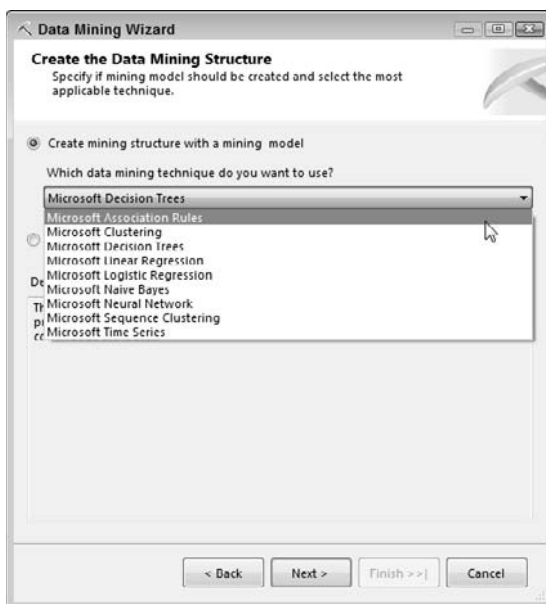 Data Mining Wizard
Create the Data Mining Structure
Specify if mining model should be created and select the most
applicable technique.
Create mining structure with a mining model
Which data mining technique do you want to use?
Microsoft Decision Trees
Microsoft Association Rules
Microsoft Clustering
Microsoft Decision Trees
Microsoft Linear Regression
Microsoft Logistic Regression
Microsoft Naive Bayes
Microsoft Neural Network
Microsoft Sequence Clustering
Microsoft Time Series
< Back
Next >
Finish >>|
Cancel